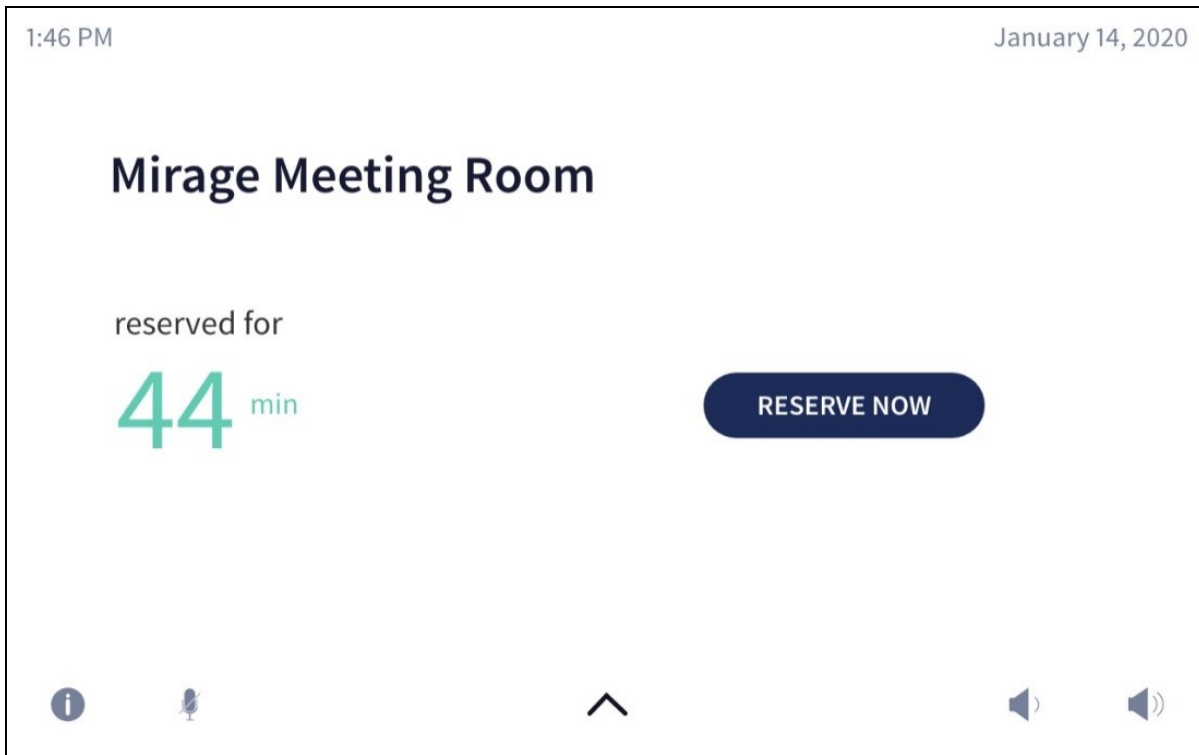 1:46 PM
January 14, 2020
Mirage Meeting Room
reserved for
44 min
RESERVE NOW